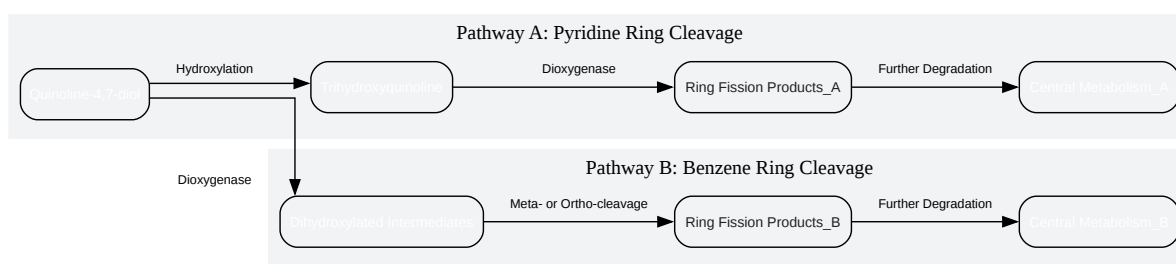 Pathway A: Pyridine Ring Cleavage
Hydroxylation
Dioxygenase
Further Degradation
Quinoline-4,7-diol
Trihydroxyquinoline
Ring Fission Products_A
Central Metabolism_A
Pathway B: Benzene Ring Cleavage
Dioxygenase
Meta- or Ortho-cleavage
Further Degradation
Dihydroxylated Intermediates
Ring Fission Products_B
Central Metabolism_B